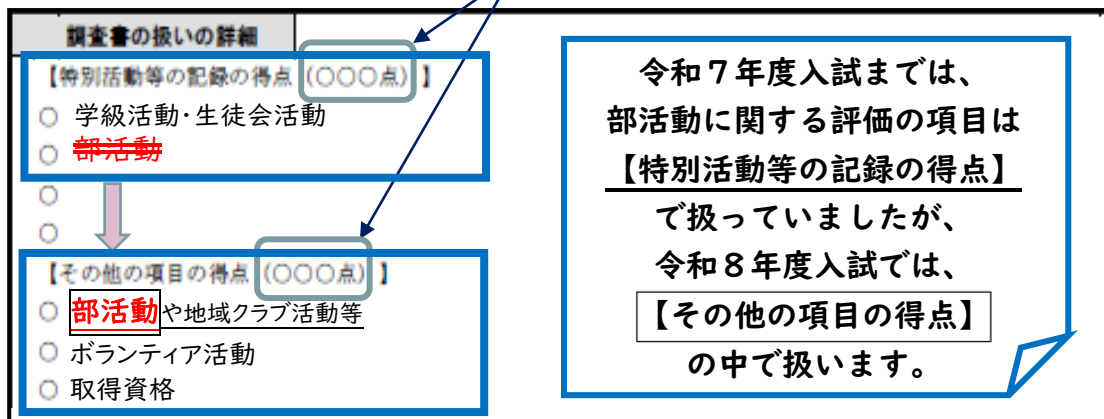 調査書の扱いの詳細
【特別活動等の記録の得点(○○○点)】
○ 学級活動・生徒会活動
○ 部活動
○
○
【その他の項目の得点(○○○点)】
○ 部活動や地域クラブ活動等
○ ボランティア活動
○ 取得資格
令和7年度入試までは、
部活動に関する評価の項目は
【特別活動等の記録の得点】
で扱っていましたが、
令和8年度入試では、
【その他の項目の得点】
の中で扱います。